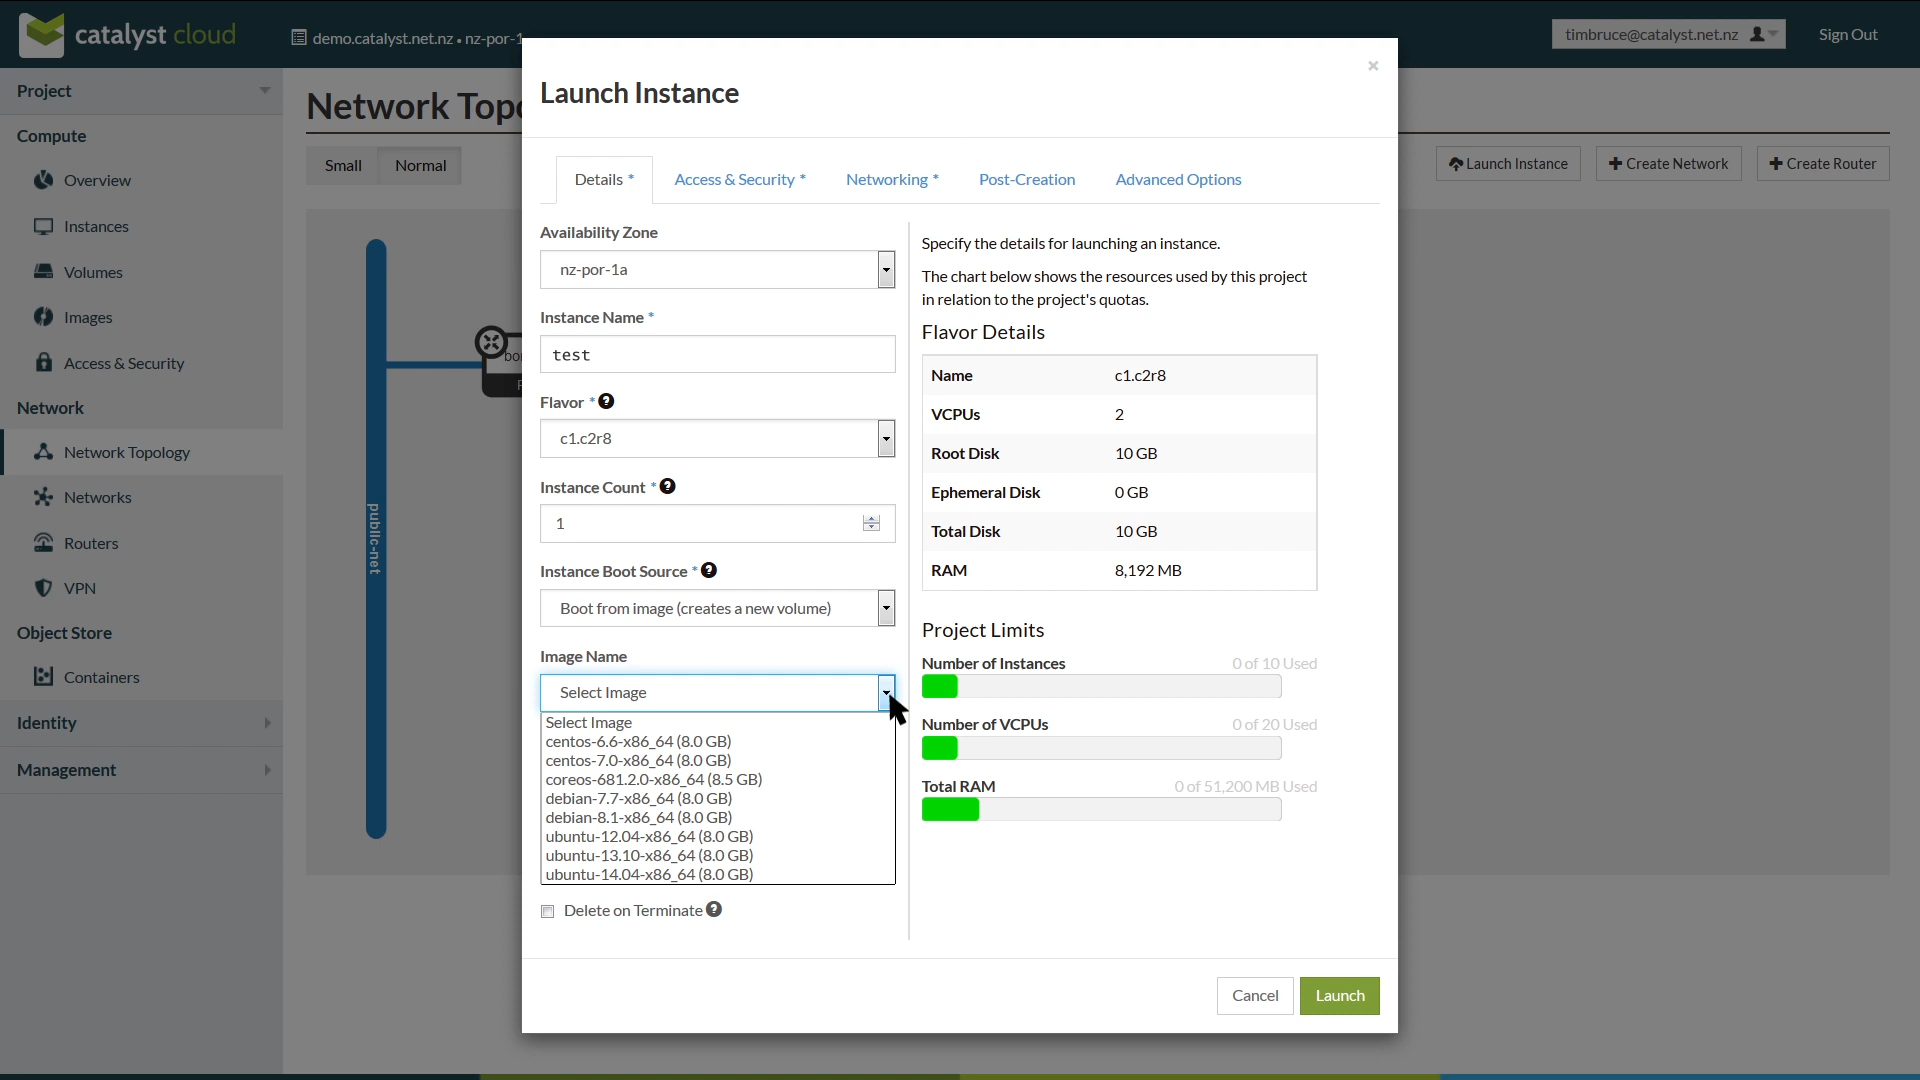 catalyst cloud
demo.catalyst.net.nz • nz-por-1
timbruce@catalyst.net.nz
Sign Out
Project
Compute
Overview
Instances
Volumes
Images
Access & Security
Network
Network Topology
Networks
Routers
VPN
Object Store
Containers
Identity
Management
Network Topo
Small
Normal
Launch Instance
Create Network
Create Router
public-net
Launch Instance
×
Details *
Access & Security *
Networking *
Post-Creation
Advanced Options
Availability Zone
nz-por-1a
Instance Name *
test
Flavor *
c1.c2r8
Instance Count *
1
Instance Boot Source *
Boot from image (creates a new volume)
Image Name
Select Image
Select Image
centos-6.6-x86_64 (8.0 GB)
centos-7.0-x86_64 (8.0 GB)
coreos-681.2.0-x86_64 (8.5 GB)
debian-7.7-x86_64 (8.0 GB)
debian-8.1-x86_64 (8.0 GB)
ubuntu-12.04-x86_64 (8.0 GB)
ubuntu-13.10-x86_64 (8.0 GB)
ubuntu-14.04-x86_64 (8.0 GB)
Delete on Terminate
Specify the details for launching an instance.
The chart below shows the resources used by this project
in relation to the project's quotas.
Flavor Details
Name c1.c2r8
VCPUs 2
Root Disk 10 GB
Ephemeral Disk 0 GB
Total Disk 10 GB
RAM 8,192 MB
Project Limits
Number of Instances 0 of 10 Used
Number of VCPUs 0 of 20 Used
Total RAM 0 of 51,200 MB Used
Cancel
Launch